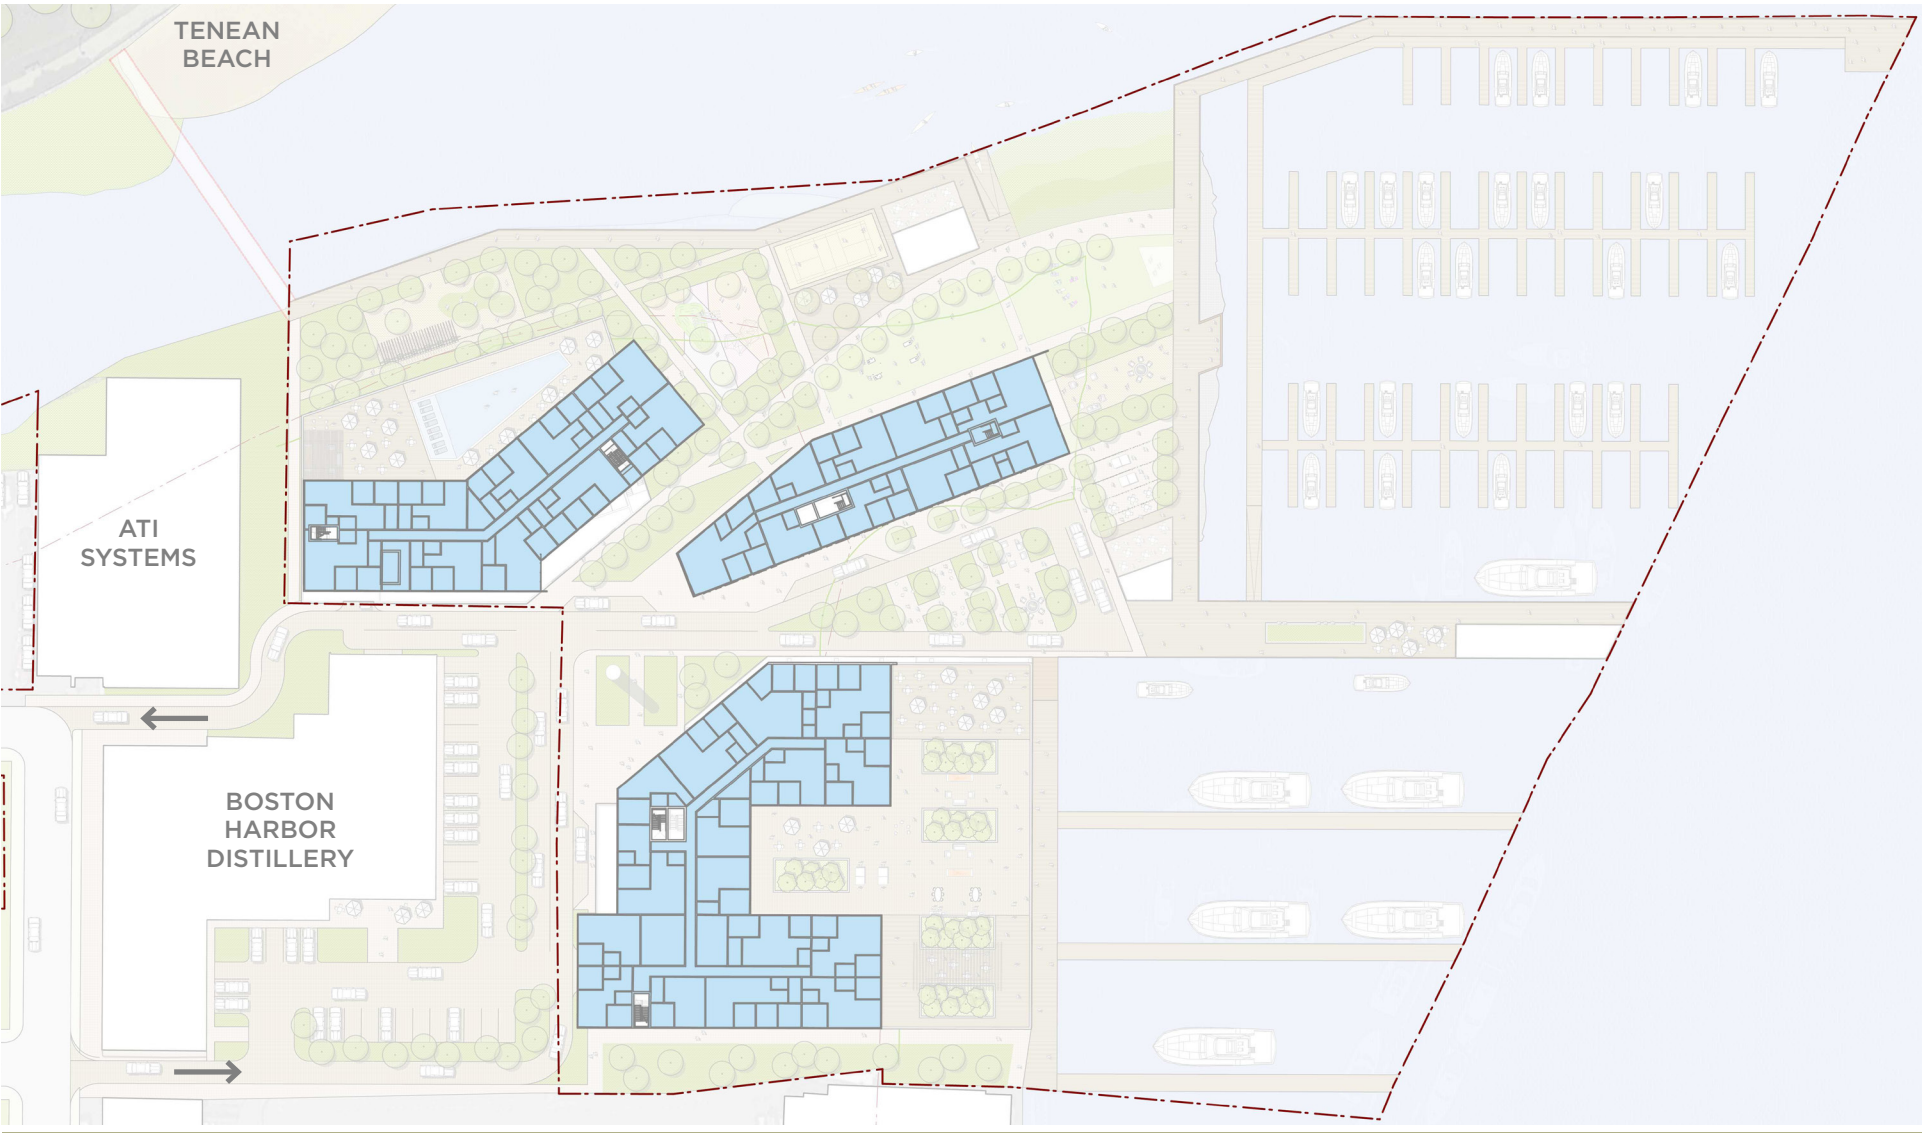 TENEAN
BEACH
ATI
SYSTEMS
BOSTON
HARBOR
DISTILLERY